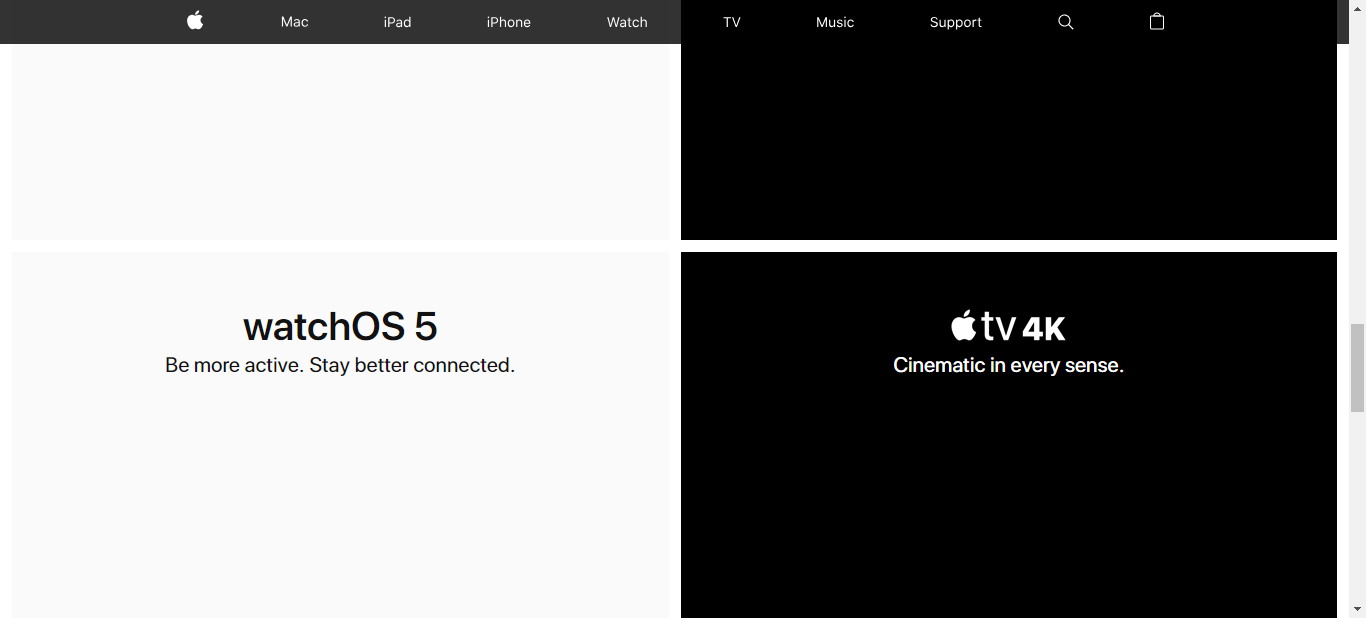 Mac iPad iPhone Watch TV Music Support
watchOS 5
Be more active. Stay better connected.
tv 4K
Cinematic in every sense.